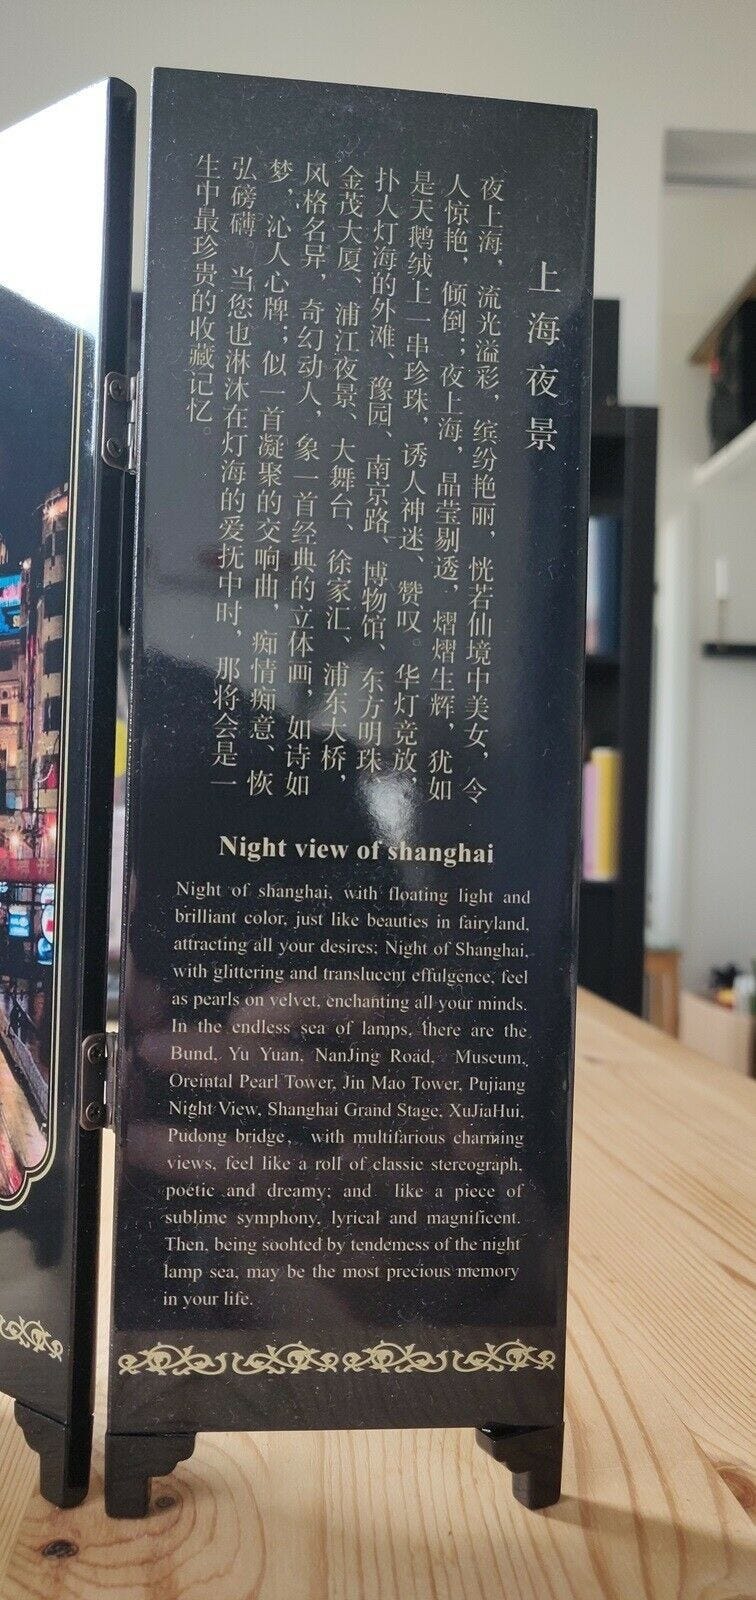 上海夜景
夜上海，流光溢彩，缤纷艳丽，恍若仙境中美女，令
人惊艳，倾倒；夜上海，晶莹剔透，熠熠生辉，犹如
是天鹅绒上一串珍珠，诱人神迷、赞叹。华灯竞放，
扑人灯海的外滩、豫园、南京路、博物馆、东方明珠、
金茂大厦、浦江夜景、大舞台、徐家汇、浦东大桥，
风格名异，奇幻动人，象一首经典的立体画，如诗如
梦，沁人心牌；似一首凝聚的交响曲，痴情痴意、恢
弘磅礴。当您也淋沐在灯海的爱抚中时，那将会是一
生中最珍贵的收藏记忆。
Night view of shanghai
Night of shanghai, with floating light and
brilliant color, just like beauties in fairyland,
attracting all your desires; Night of Shanghai,
with glittering and translucent effulgence, feel
as pearls on velvet, enchanting all your minds.
In the endless sea of lamps, there are the
Bund, Yu Yuan, NanJing Road, Museum,
Oreintal Pearl Tower, Jin Mao Tower, Pujiang
Night View, Shanghai Grand Stage, XuJiaHui,
Pudong bridge, with multifarious charming
views, feel like a roll of classic stereograph,
poetic and dreamy; and like a piece of
sublime symphony, lyrical and magnificent.
Then, being soohted by tendemess of the night
lamp sea, may be the most precious memory
in your life.